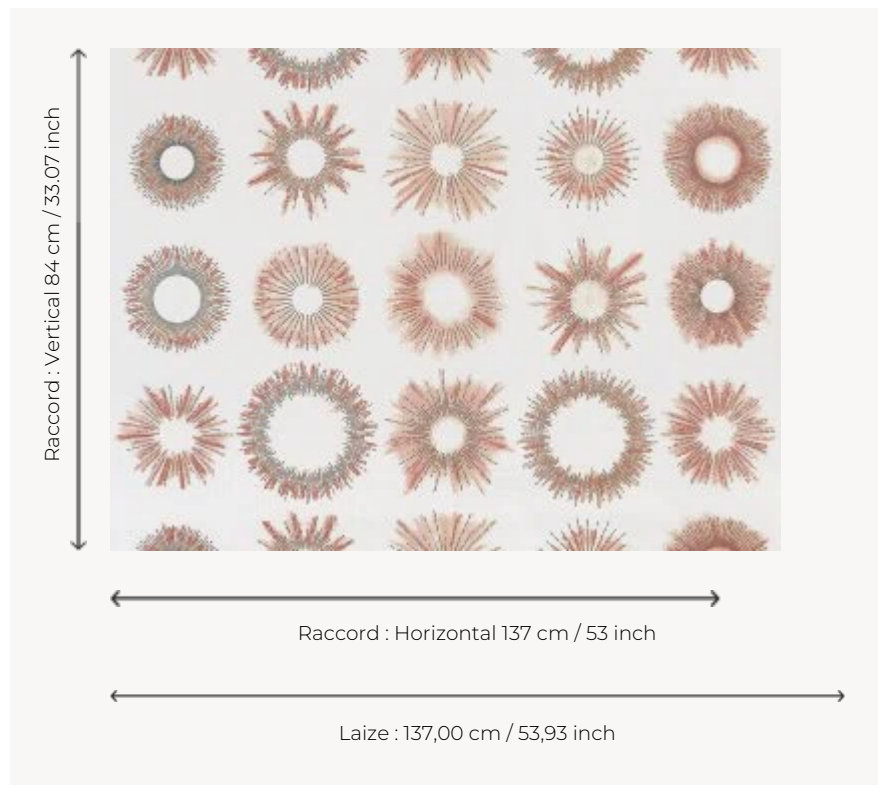 Raccord : Vertical 84 cm / 33.07 inch
Raccord : Horizontal 137 cm / 53 inch
Laize : 137,00 cm / 53,93 inch